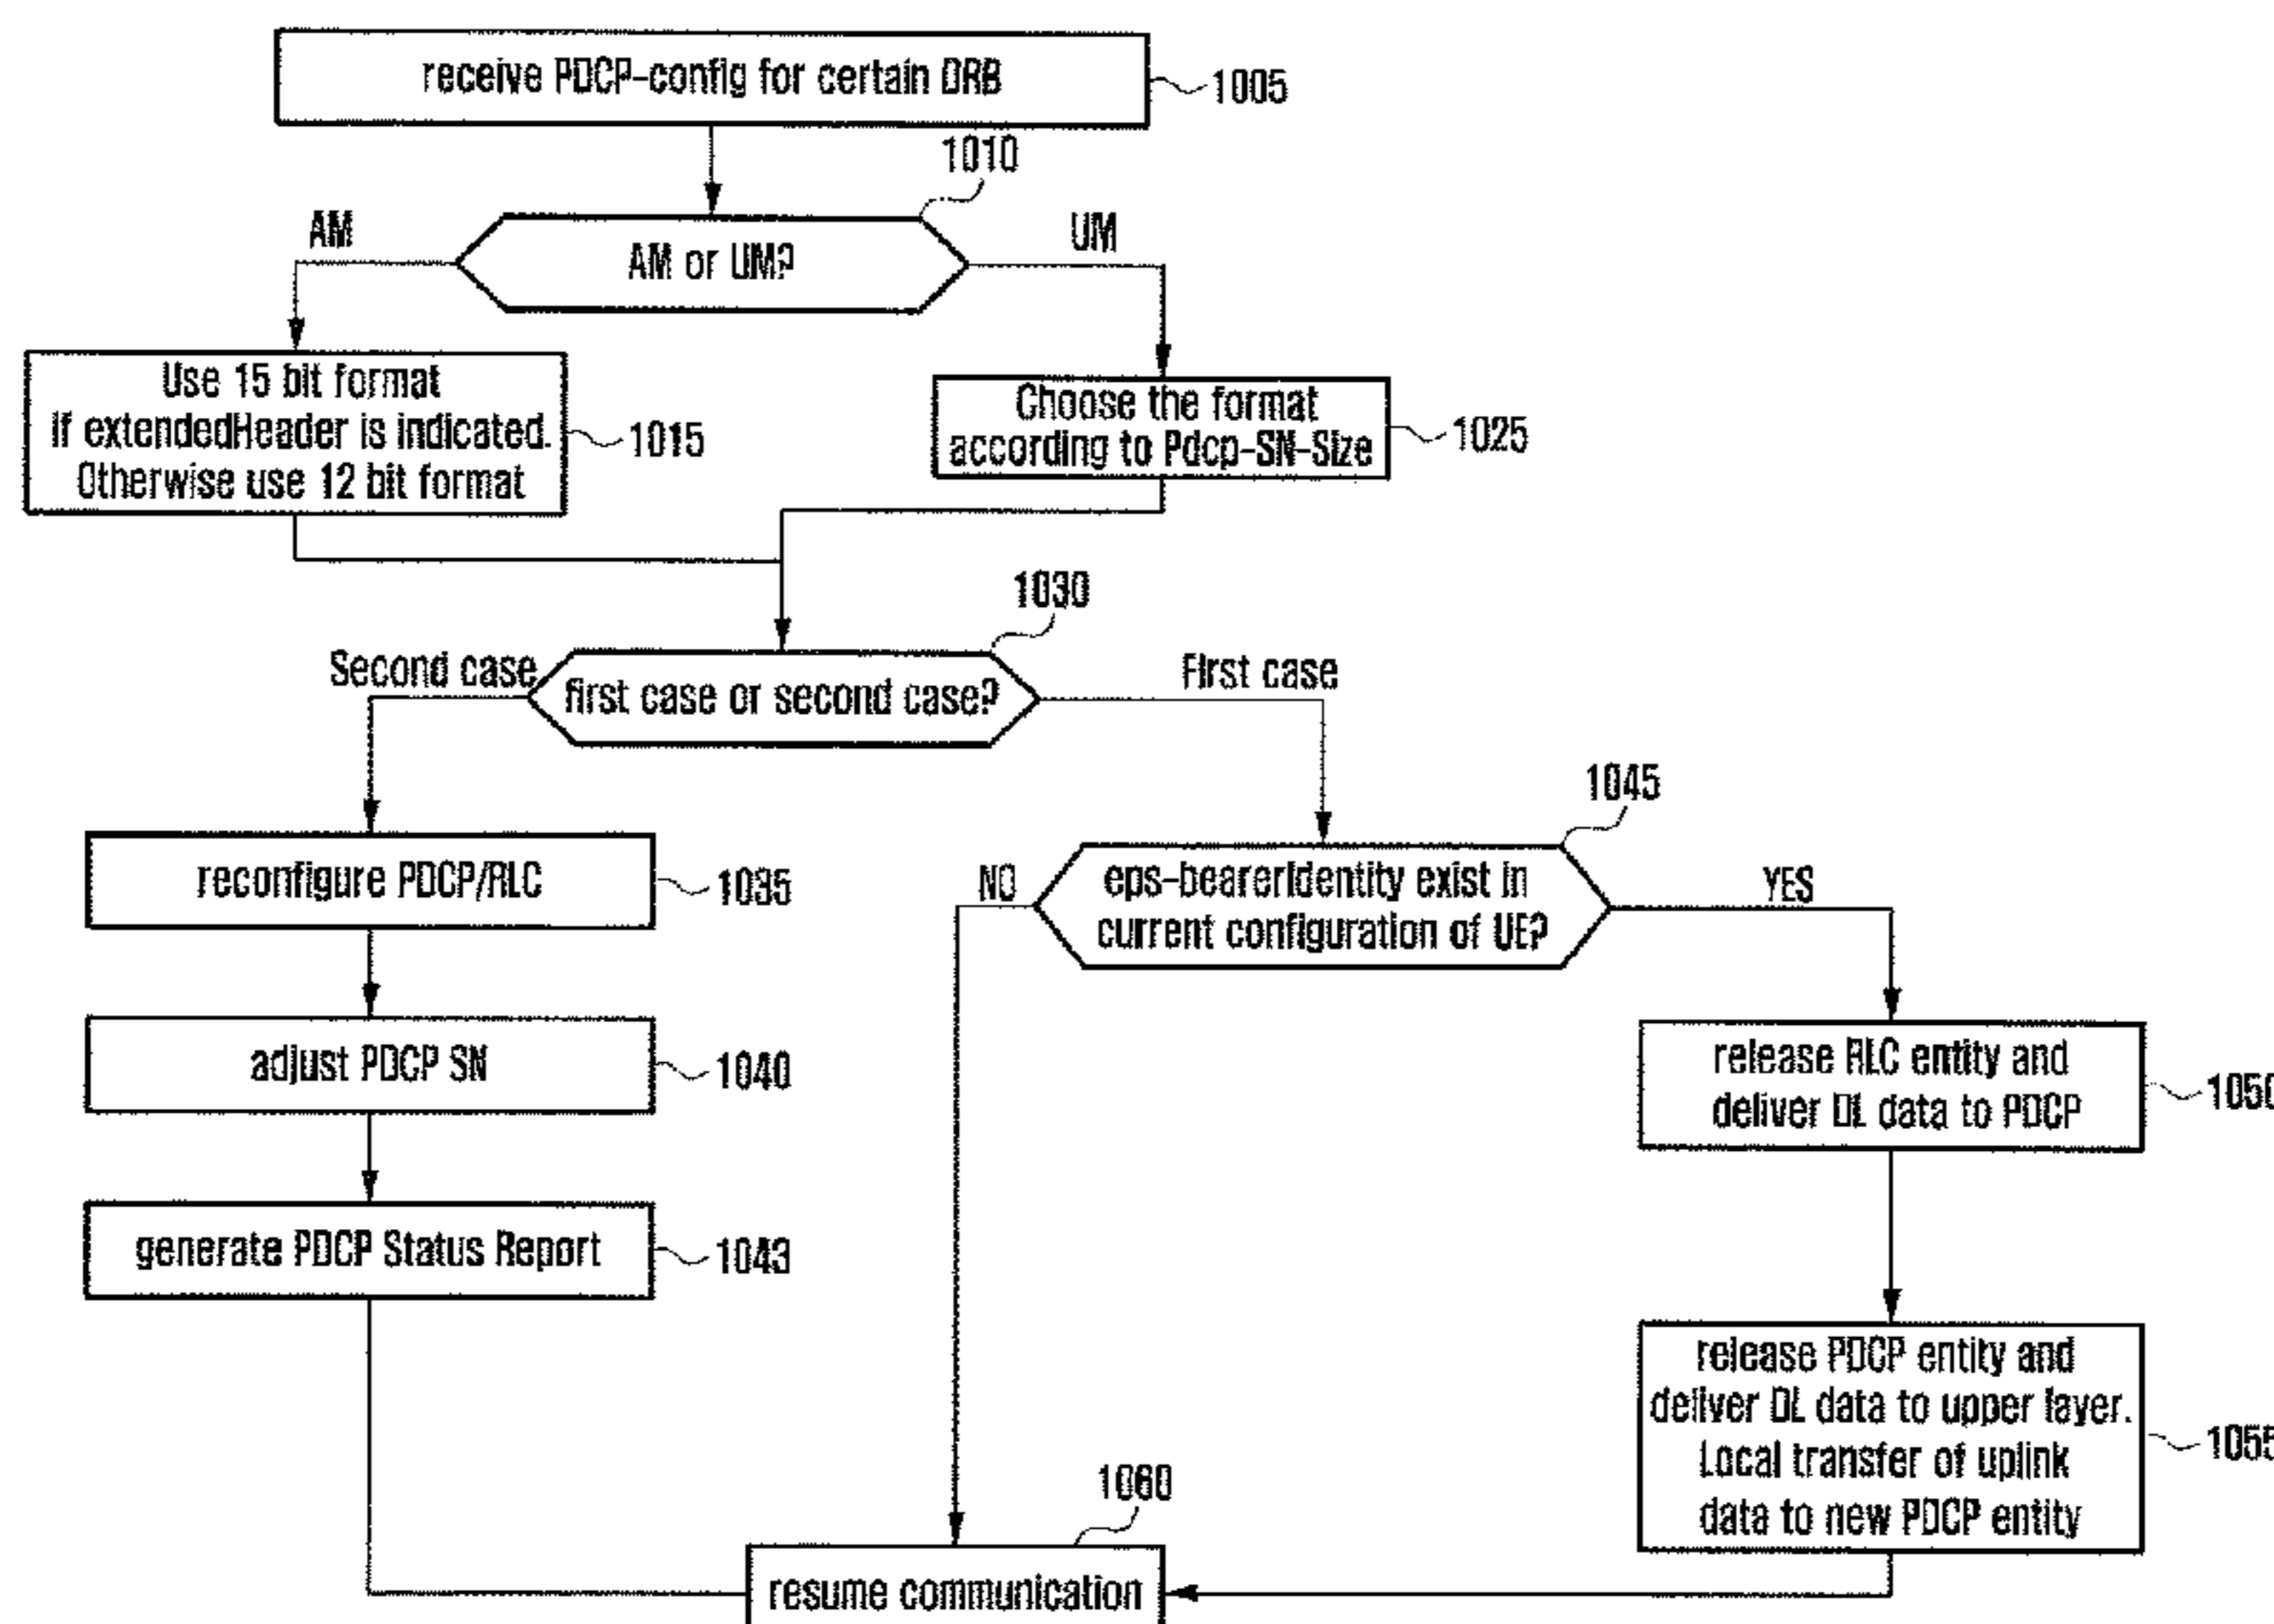 receive PDCP-config for certain DRB
1005
1010
AM
AM or UM?
UM
Use 15 bit format
if extendedHeader is indicated.
Otherwise use 12 bit format
1015
Choose the format
according to Pdcp-SN-Size
1025
1030
Second case
first case or second case?
First case
1035
reconfigure PDCP/RLC
1045
NO
eps-bearerIdentity exist in
current configuration of UE?
YES
adjust PDCP SN
1040
release RLC entity and
deliver DL data to PDCP
1050
generate PDCP Status Report
1043
release PDCP entity and
deliver DL data to upper layer.
Local transfer of uplink
data to new PDCP entity
1055
1060
resume communication